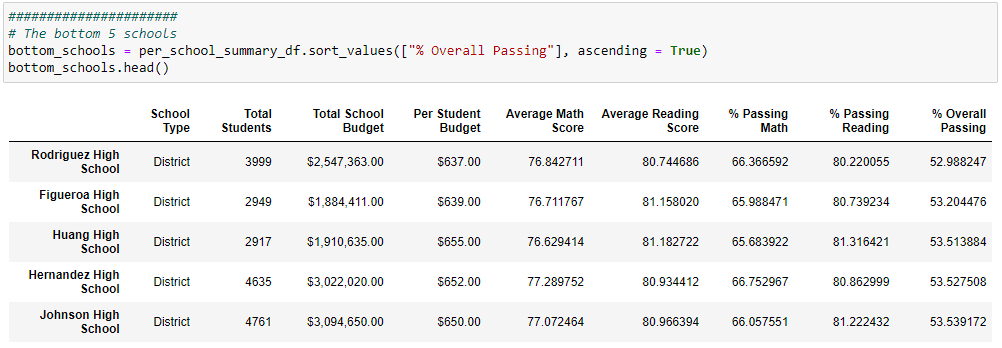 ######################
# The bottom 5 schools
bottom_schools = per_school_summary_df.sort_values(["% Overall Passing"], ascending = True)
bottom_schools.head()
School Type Total Students Total School Budget Per Student Budget Average Math Score Average Reading Score % Passing Math % Passing Reading % Overall Passing
Rodriguez High School District 3999 $2,547,363.00 $637.00 76.842711 80.744686 66.366592 80.220055 52.988247
Figueroa High School District 2949 $1,884,411.00 $639.00 76.711767 81.158020 65.988471 80.739234 53.204476
Huang High School District 2917 $1,910,635.00 $655.00 76.629414 81.182722 65.683922 81.316421 53.513884
Hernandez High School District 4635 $3,022,020.00 $652.00 77.289752 80.934412 66.752967 80.862999 53.527508
Johnson High School District 4761 $3,094,650.00 $650.00 77.072464 80.966394 66.057551 81.222432 53.539172